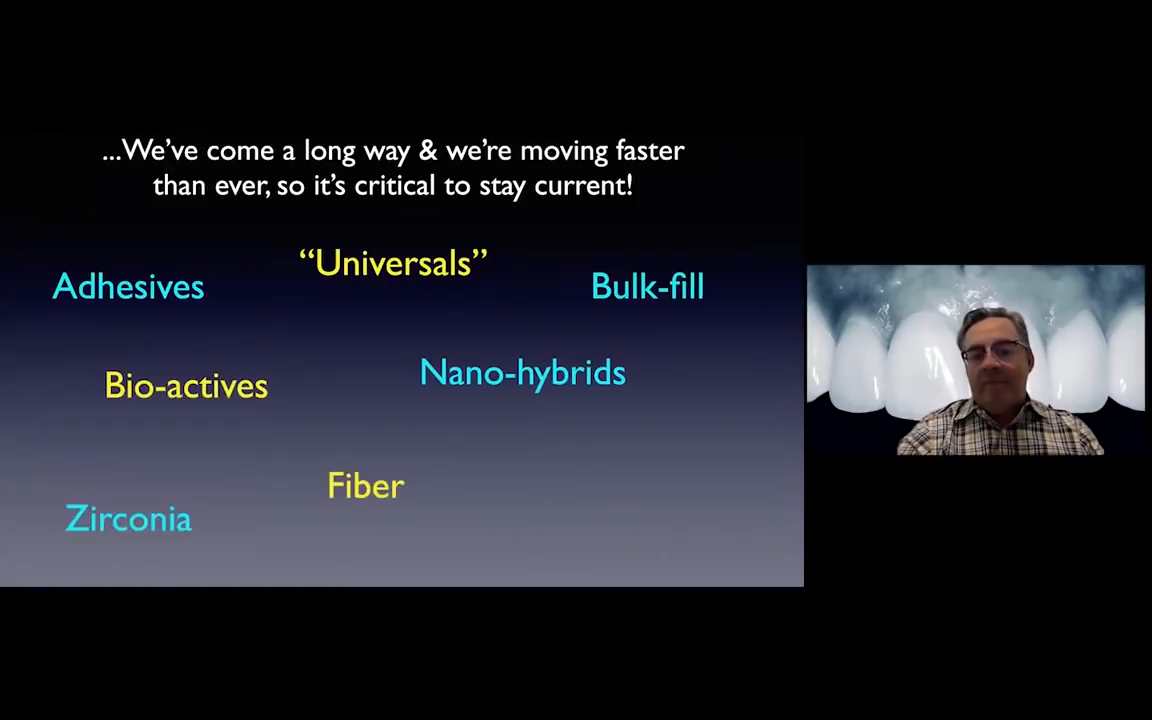 ...We've come a long way & we're moving faster
than ever, so it's critical to stay current!
“Universals”
Adhesives
Bulk-fill
Nano-hybrids
Bio-actives
Fiber
Zirconia